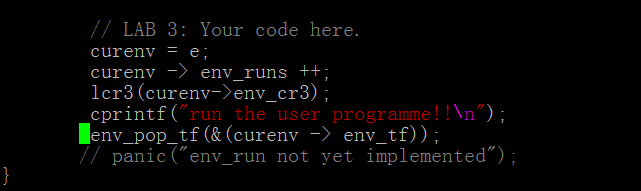 // LAB 3: Your code here.
curenv = e;
curenv -> env_runs ++;
lcr3(curenv->env_cr3);
cprintf("run the user programme!!\n");
env_pop_tf(&(curenv -> env_tf));
// panic("env_run not yet implemented");
}